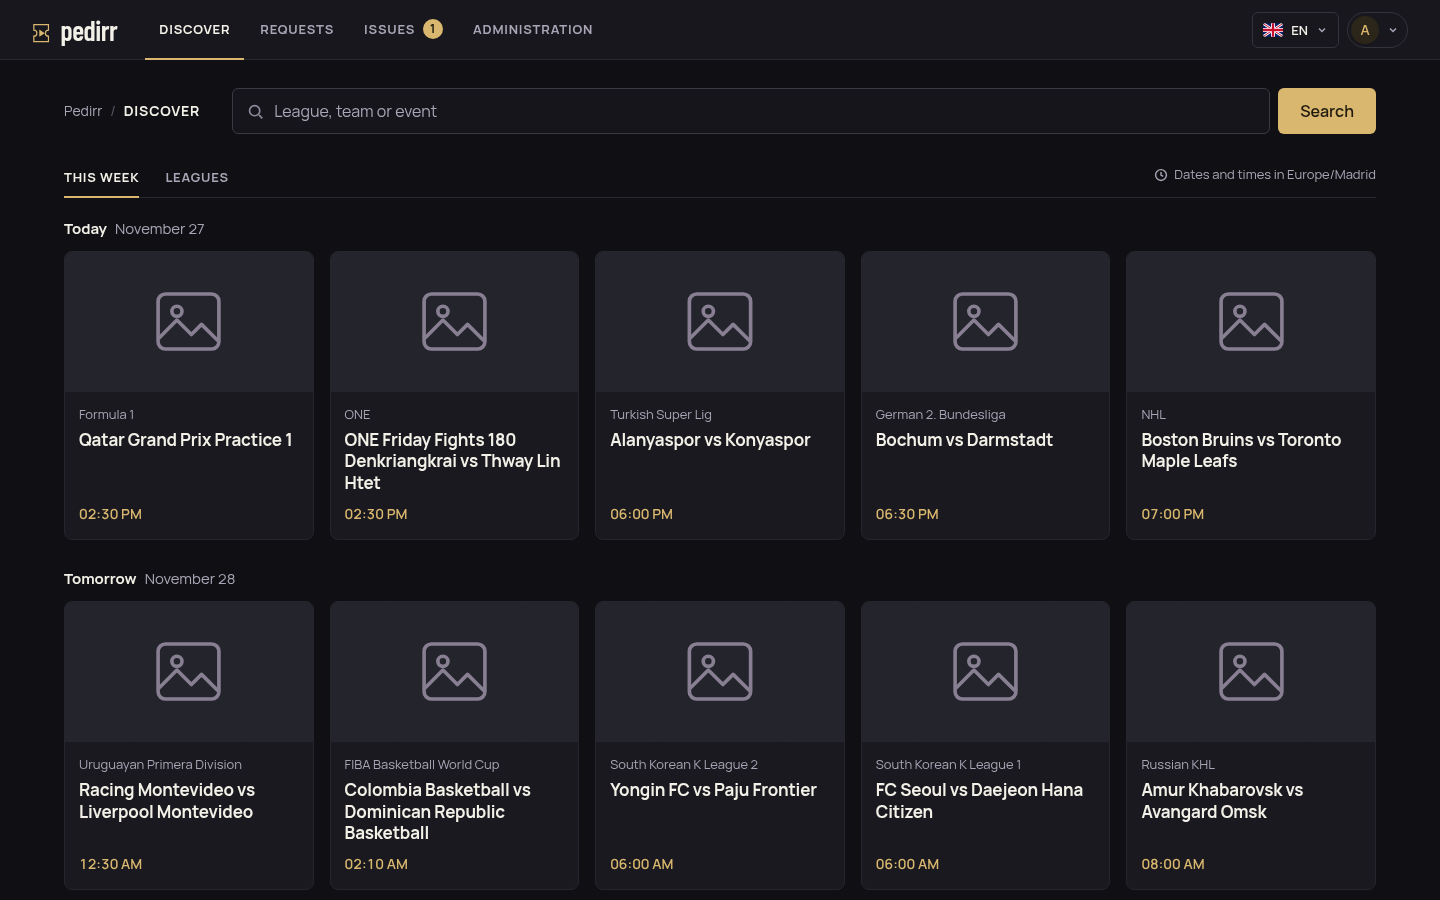 pedirr
DISCOVER
REQUESTS
ISSUES 1
ADMINISTRATION
EN
A
Pedirr / DISCOVER
League, team or event
Search
THIS WEEK
LEAGUES
Dates and times in Europe/Madrid
Today November 27
Formula 1
Qatar Grand Prix Practice 1
02:30 PM
ONE
ONE Friday Fights 180
Denkriangkrai vs Thway Lin
Htet
02:30 PM
Turkish Super Lig
Alanyaspor vs Konyaspor
06:00 PM
German 2. Bundesliga
Bochum vs Darmstadt
06:30 PM
NHL
Boston Bruins vs Toronto
Maple Leafs
07:00 PM
Tomorrow November 28
Uruguayan Primera Division
Racing Montevideo vs
Liverpool Montevideo
12:30 AM
FIBA Basketball World Cup
Colombia Basketball vs
Dominican Republic
Basketball
02:10 AM
South Korean K League 2
Yongin FC vs Paju Frontier
06:00 AM
South Korean K League 1
FC Seoul vs Daejeon Hana
Citizen
06:00 AM
Russian KHL
Amur Khabarovsk vs
Avangard Omsk
08:00 AM